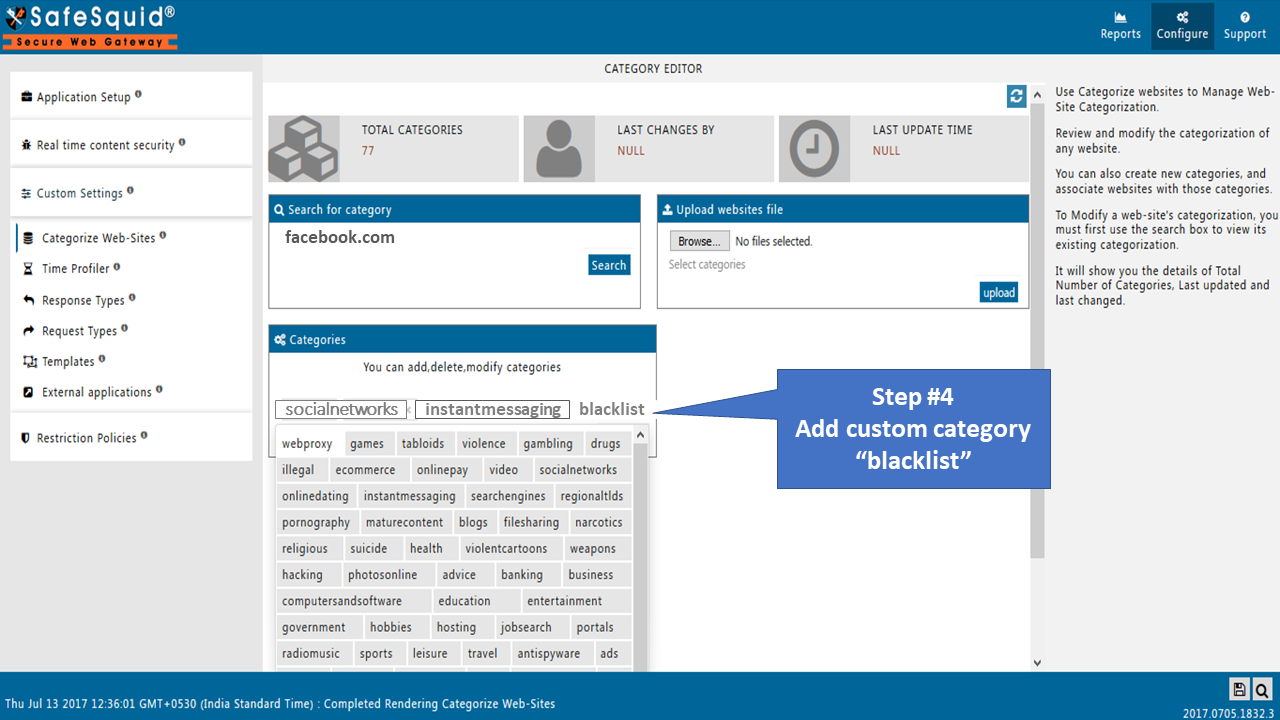 SafeSquid®
Secure Web Gateway
Reports
Configure
Support
Application Setup
Real time content security
Custom Settings
Categorize Web-Sites
Time Profiler
Response Types
Request Types
Templates
External applications
Restriction Policies
CATEGORY EDITOR
TOTAL CATEGORIES
77
LAST CHANGES BY
NULL
LAST UPDATE TIME
NULL
Search for category
facebook.com
Search
Upload websites file
Browse... No files selected.
Select categories
upload
Categories
You can add,delete,modify categories
socialnetworks instantmessaging blacklist
webproxy games tabloids violence gambling drugs
illegal ecommerce onlinepay video socialnetworks
onlinedating instantmessaging searchengines regionaltlds
pornography maturecontent blogs filesharing narcotics
religious suicide health violentcartoons weapons
hacking photosonline advice banking business
computersandsoftware education entertainment
government hobbies hosting jobsearch portals
radiomusic sports leisure travel antispyware ads
Step #4
Add custom category
“blacklist”
Use Categorize websites to Manage Web-
Site Categorization.
Review and modify the categorization of
any website.
You can also create new categories, and
associate websites with those categories.
To Modify a web-site's categorization, you
must first use the search box to view its
existing categorization.
It will show you the details of Total
Number of Categories, Last updated and
last changed.
Thu Jul 13 2017 12:36:01 GMT+0530 (India Standard Time) : Completed Rendering Categorize Web-Sites
2017.0705.1832.3